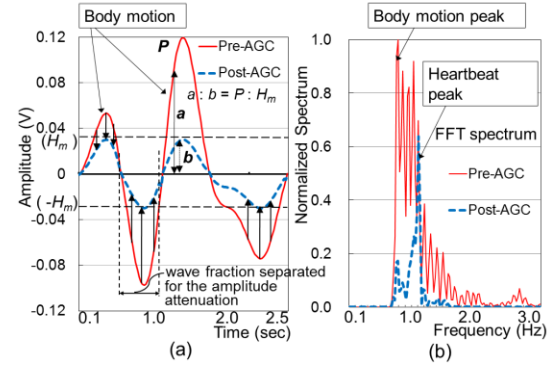 (a)
Body motion
0.12
0.08
0.04
(Hm)
0
(-Hm)
-0.04
-0.08
-0.12
Amplitude (V)
P
Pre-AGC
Post-AGC
a : b = P : Hm
a
b
wave fraction separated
for the amplitude
attenuation
0.1
1.0
2.0
2.5
Time (sec)
(a)
(b)
Body motion peak
1.0
0.8
0.6
0.4
0.2
0.0
Normalized Spectrum
Heartbeat
peak
FFT spectrum
Pre-AGC
Post-AGC
0.1
1.0
2.0
3.0
Frequency (Hz)
(b)